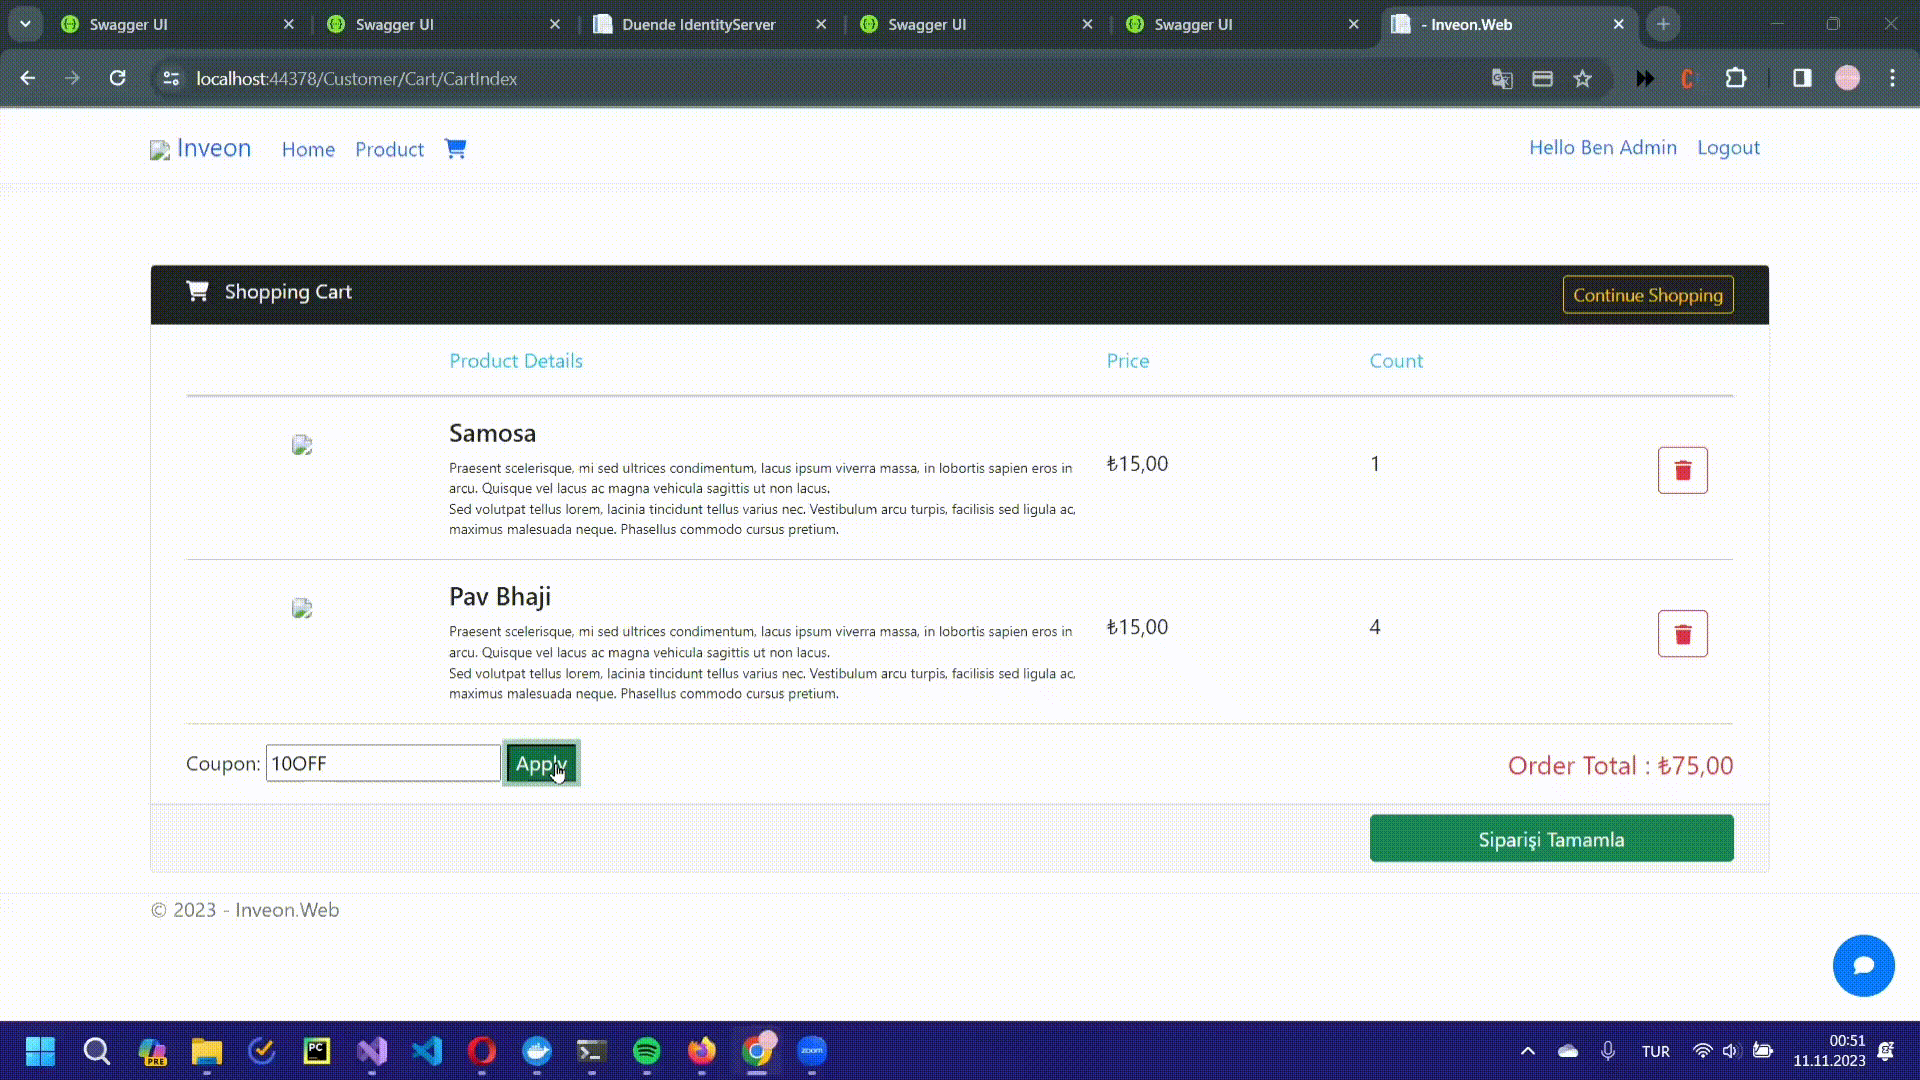 Swagger UI
Swagger UI
Duende IdentityServer
Swagger UI
Swagger UI
- Inveon.Web
localhost:44378/Customer/Cart/CartIndex
Inveon
Home
Product
Hello Ben Admin
Logout
Shopping Cart
Continue Shopping
Product Details
Price
Count
Samosa
Praesent scelerisque, mi sed ultrices condimentum, lacus ipsum viverra massa, in lobortis sapien eros in
arcu. Quisque vel lacus ac magna vehicula sagittis ut non lacus.
Sed volutpat tellus lorem, lacinia tincidunt tellus varius nec. Vestibulum arcu turpis, facilisis sed ligula ac,
maximus malesuada neque. Phasellus commodo cursus pretium.
₺15,00
1
Pav Bhaji
Praesent scelerisque, mi sed ultrices condimentum, lacus ipsum viverra massa, in lobortis sapien eros in
arcu. Quisque vel lacus ac magna vehicula sagittis ut non lacus.
Sed volutpat tellus lorem, lacinia tincidunt tellus varius nec. Vestibulum arcu turpis, facilisis sed ligula ac,
maximus malesuada neque. Phasellus commodo cursus pretium.
₺15,00
4
Coupon: 10OFF Apply
Order Total : ₺75,00
Siparişi Tamamla
© 2023 - Inveon.Web
PRE
PC
zoom
TUR
00:51
11.11.2023